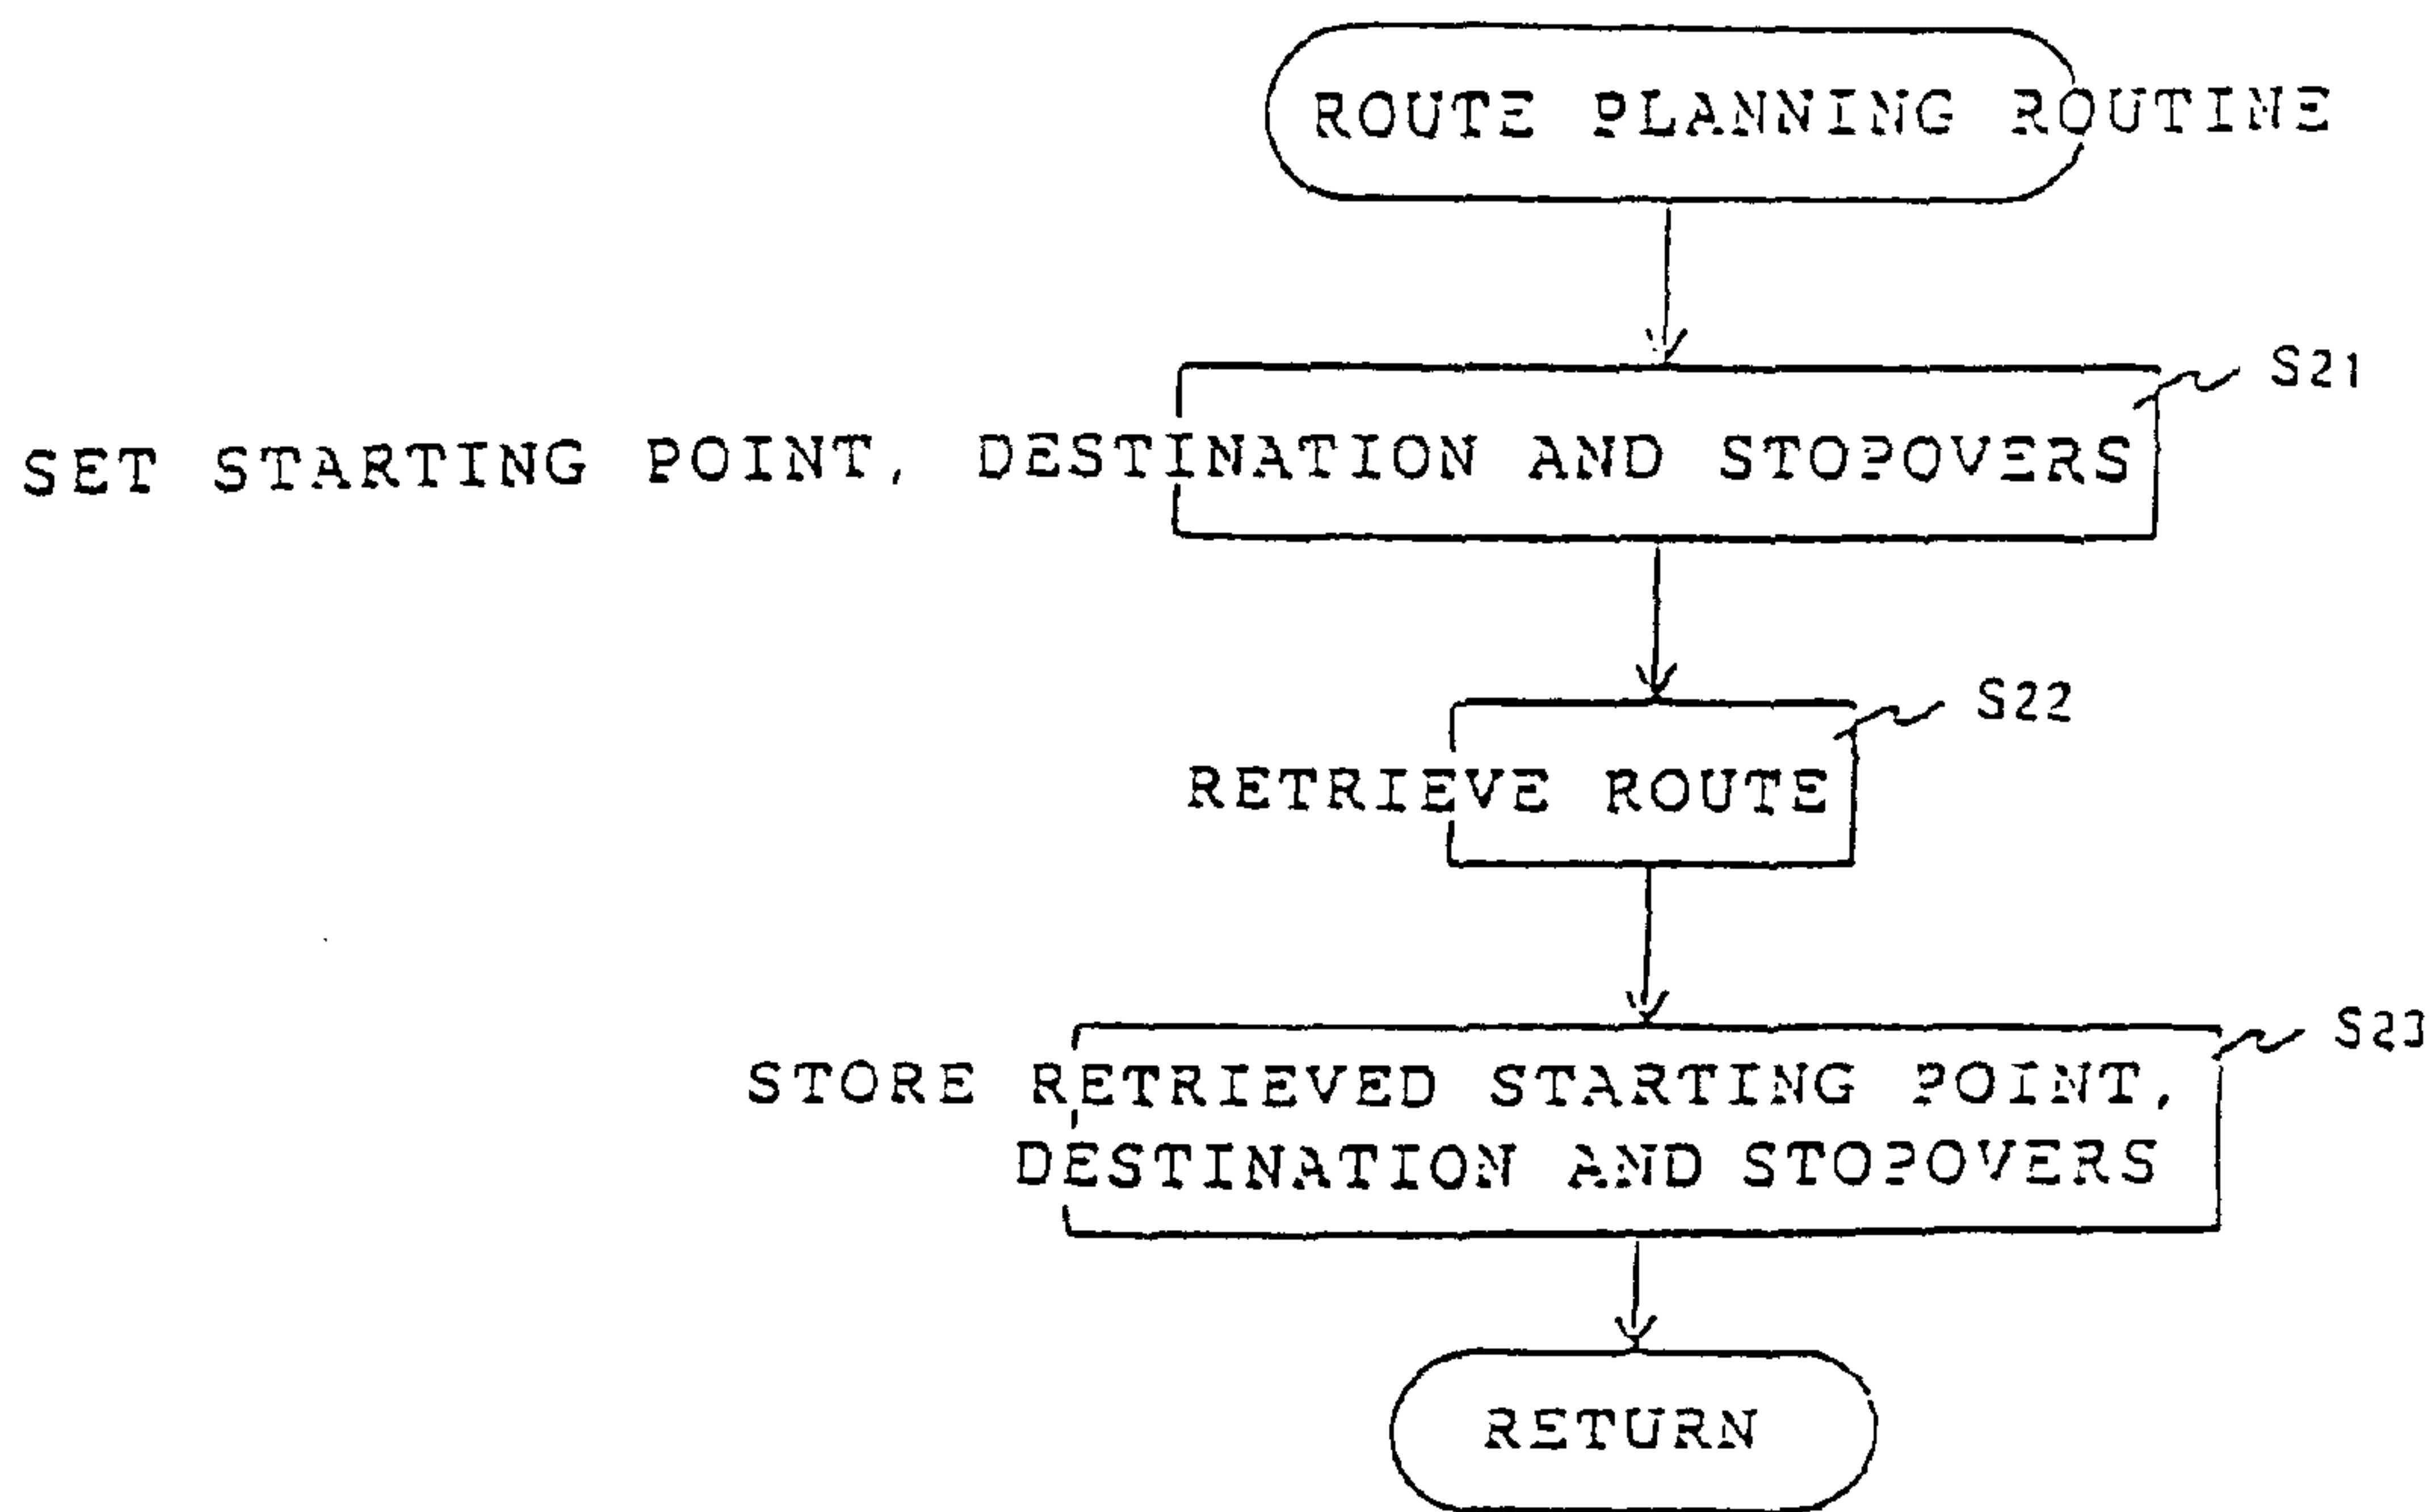 ROUTE PLANNING ROUTINE
S21
SET STARTING POINT, DESTINATION AND STOPOVERS
S22
RETRIEVE ROUTE
S23
STORE RETRIEVED STARTING POINT,
DESTINATION AND STOPOVERS
RETURN